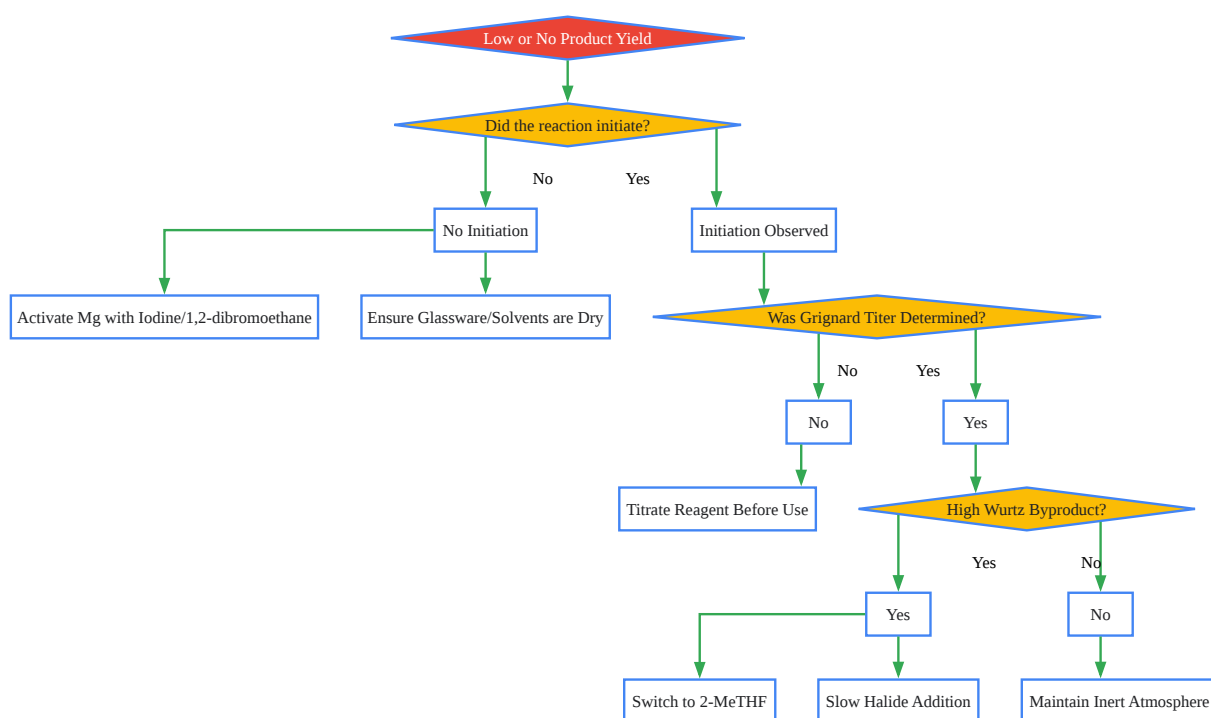 Low or No Product Yield
Did the reaction initiate?
No
Yes
No Initiation
Initiation Observed
Activate Mg with Iodine/1,2-dibromoethane
Ensure Glassware/Solvents are Dry
Was Grignard Titer Determined?
No
Yes
No
Yes
Titrate Reagent Before Use
High Wurtz Byproduct?
Yes
No
Yes
No
Switch to 2-MeTHF
Slow Halide Addition
Maintain Inert Atmosphere